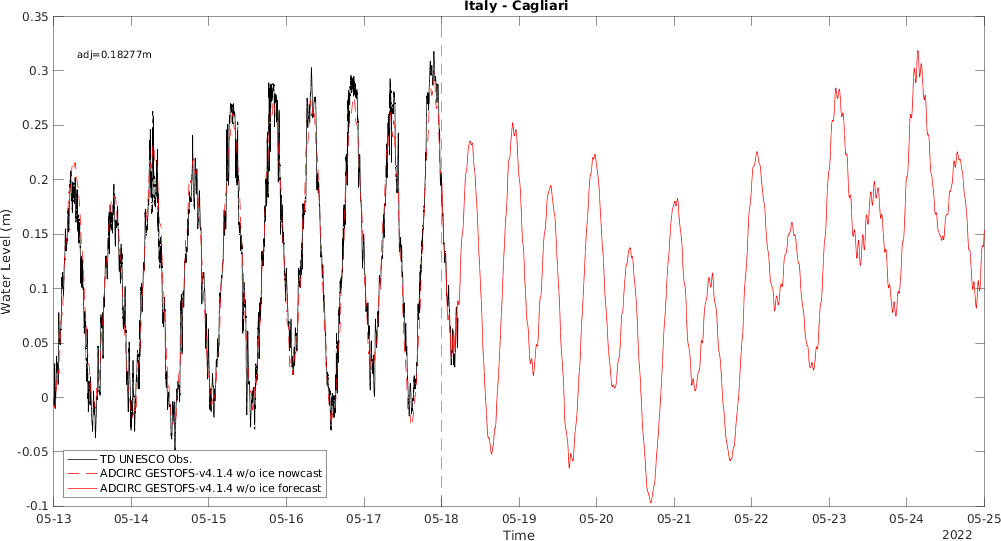 Italy - Cagliari
0.35
0.3
0.25
0.2
0.15
0.1
0.05
0
-0.05
-0.1
Water Level (m)
adj=0.18277m
TD UNESCO Obs.
ADCIRC GESTOFS-v4.1.4 w/o ice nowcast
ADCIRC GESTOFS-v4.1.4 w/o ice forecast
05-13 05-14 05-15 05-16 05-17 05-18 05-19 05-20 05-21 05-22 05-23 05-24 05-25
Time
2022